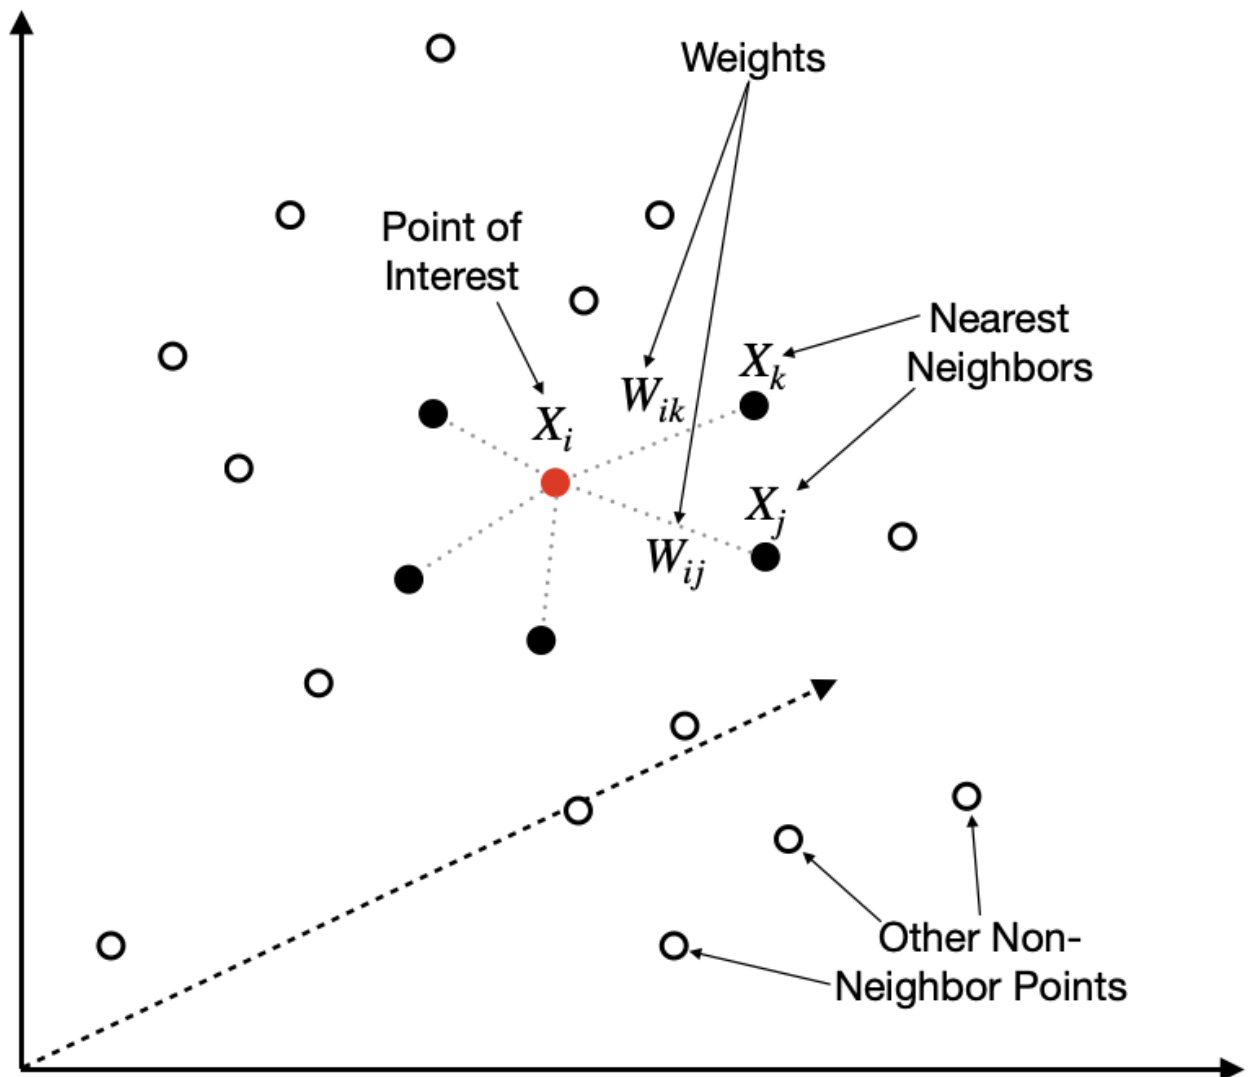 Weights
Point of
Interest
Nearest
Neighbors
X_k
W_ik
X_i
X_j
W_ij
Other Non-
Neighbor Points